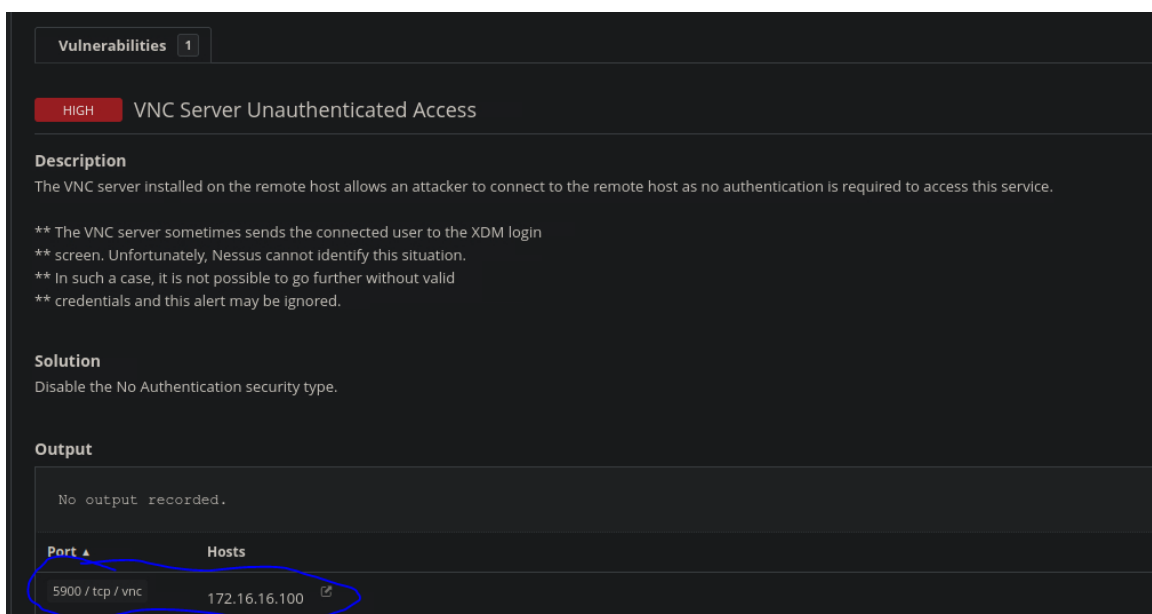 Vulnerabilities 1
HIGH VNC Server Unauthenticated Access
Description
The VNC server installed on the remote host allows an attacker to connect to the remote host as no authentication is required to access this service.
** The VNC server sometimes sends the connected user to the XDM login
** screen. Unfortunately, Nessus cannot identify this situation.
** In such a case, it is not possible to go further without valid
** credentials and this alert may be ignored.
Solution
Disable the No Authentication security type.
Output
No output recorded.
Port ▲ Hosts
5900 / tcp / vnc 172.16.16.100